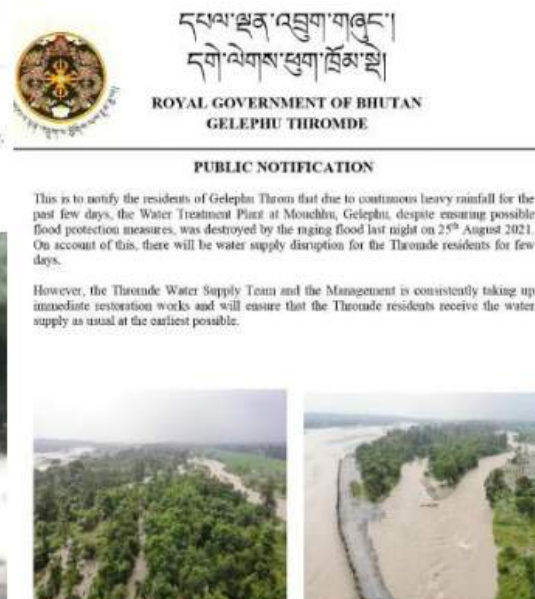 དཔལ་ལྡན་འབྲུག་གཞུང་།
དགེ་ལེགས་ཕུག་ཁྲོམ་སྡེ།
ROYAL GOVERNMENT OF BHUTAN
GELEPHU THROMDE
PUBLIC NOTIFICATION
This is to notify the residents of Gelephu Throm that due to continuous heavy rainfall for the
past few days, the Water Treatment Plant at Mouchhu, Gelephu, despite ensuring possible
flood protection measures, was destroyed by the raging flood last night on 25th August 2021.
On account of this, there will be water supply disruption for the Thromde residents for few
days.
However, the Thromde Water Supply Team and the Management is consistently taking up
immediate restoration works and will ensure that the Thromde residents receive the water
supply as usual at the earliest possible.